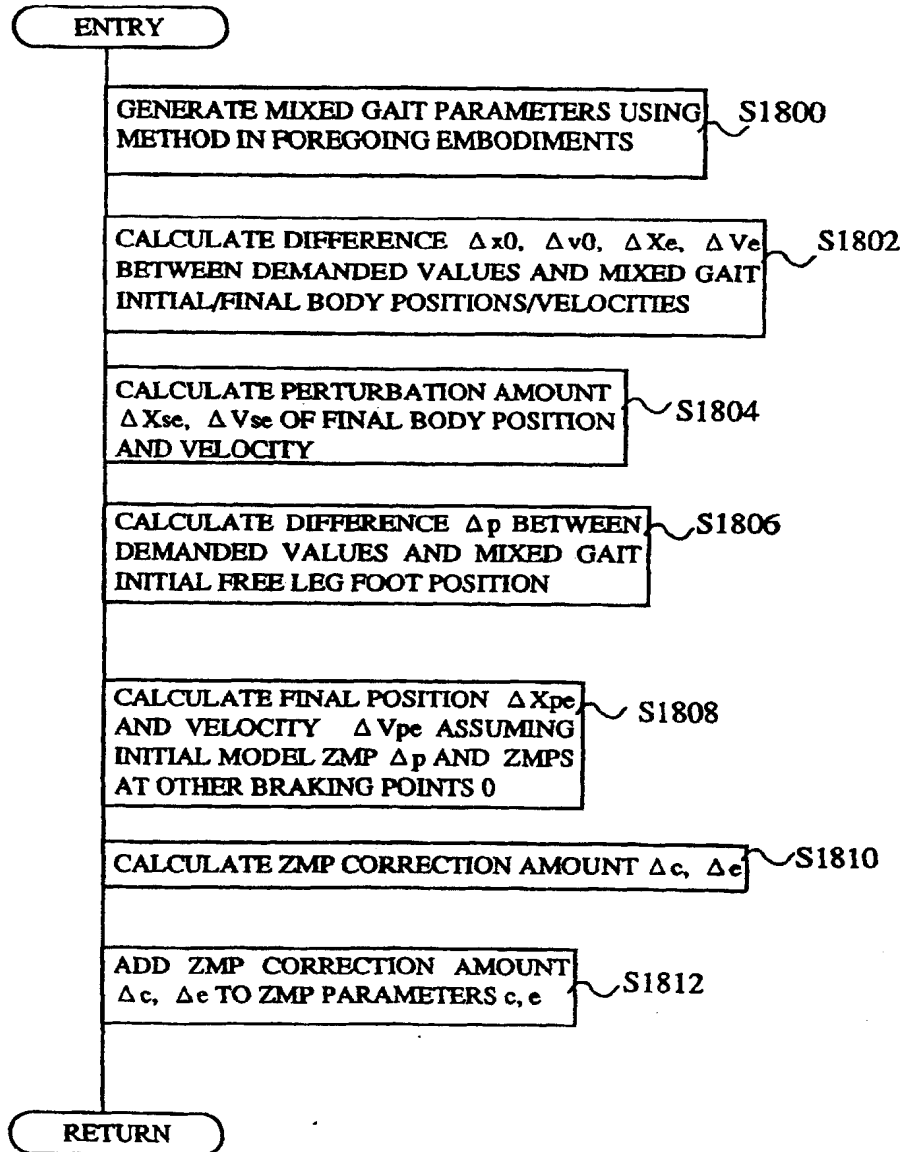 ENTRY
GENERATE MIXED GAIT PARAMETERS USING
METHOD IN FOREGOING EMBODIMENTS
S1800
CALCULATE DIFFERENCE Δx0, Δv0, ΔXe, ΔVe
BETWEEN DEMANDED VALUES AND MIXED GAIT
INITIAL/FINAL BODY POSITIONS/VELOCITIES
S1802
CALCULATE PERTURBATION AMOUNT
ΔXse, ΔVse OF FINAL BODY POSITION
AND VELOCITY
S1804
CALCULATE DIFFERENCE Δp BETWEEN
DEMANDED VALUES AND MIXED GAIT
INITIAL FREE LEG FOOT POSITION
S1806
CALCULATE FINAL POSITION ΔXpe
AND VELOCITY ΔVpe ASSUMING
INITIAL MODEL ZMP Δp AND ZMPS
AT OTHER BRAKING POINTS 0
S1808
CALCULATE ZMP CORRECTION AMOUNT Δc, Δe
S1810
ADD ZMP CORRECTION AMOUNT
Δc, Δe TO ZMP PARAMETERS c, e
S1812
RETURN